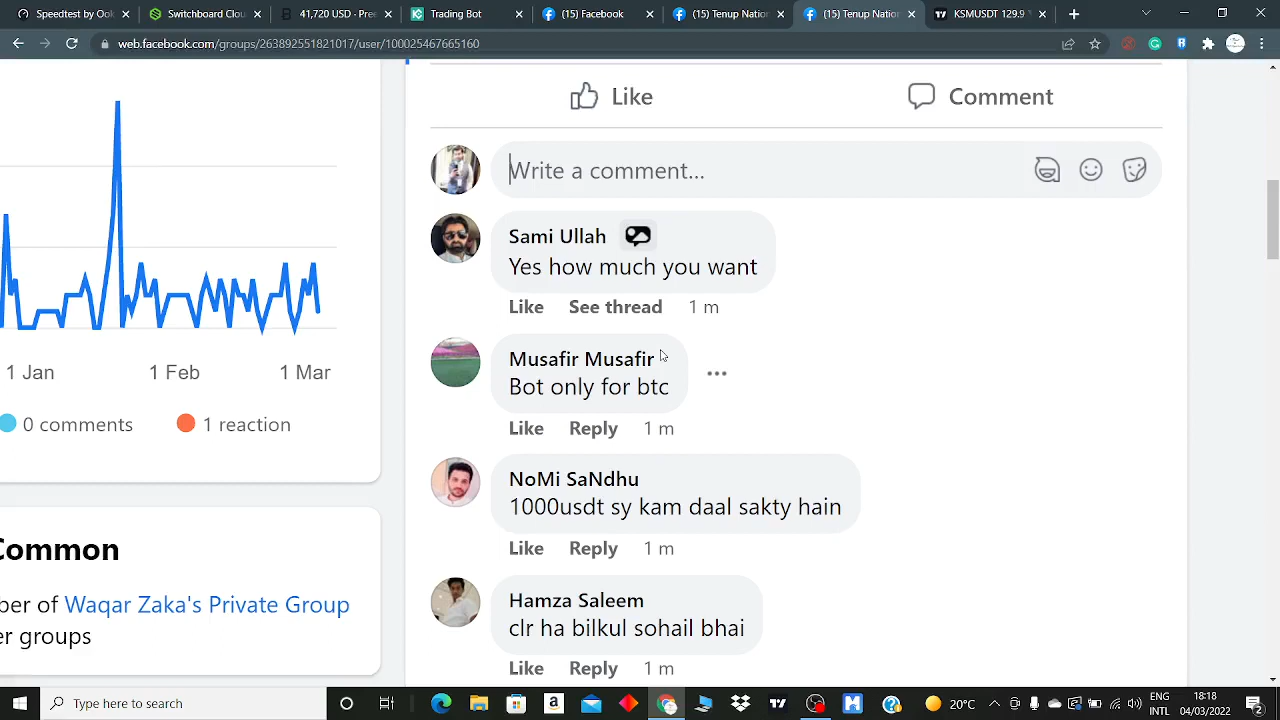 Speedtest by Ook
Switchboard Clou
41,720 USD - Pre
Trading Bot
(15) Facebook
(15) Tenup Nation
(15) Tenup Nation
KSMUSDT 129.9
web.facebook.com/groups/263892551821017/user/100025467665160
Like
Comment
Write a comment...
Sami Ullah
Yes how much you want
Like See thread 1 m
Musafir Musafir
Bot only for btc
Like Reply 1 m
NoMi SaNdhu
1000usdt sy kam daal sakty hain
Like Reply 1 m
Hamza Saleem
clr ha bilkul sohail bhai
Like Reply 1 m
1 Jan 1 Feb 1 Mar
0 comments 1 reaction
Common
ber of Waqar Zaka's Private Group
er groups
Type here to search
20°C
ENG
INTL
18:18
04/03/2022
2